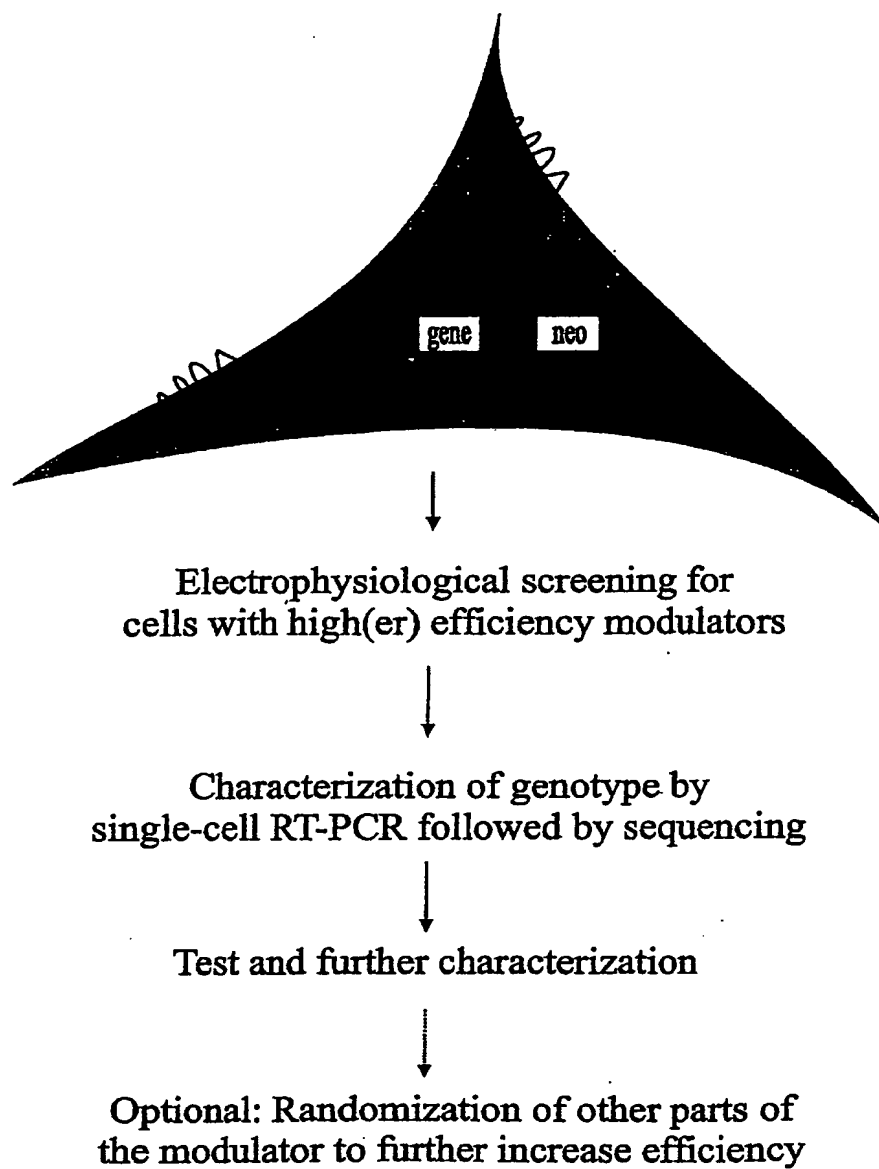 gene neo
Electrophysiological screening for
cells with high(er) efficiency modulators
Characterization of genotype by
single-cell RT-PCR followed by sequencing
Test and further characterization
Optional: Randomization of other parts of
the modulator to further increase efficiency